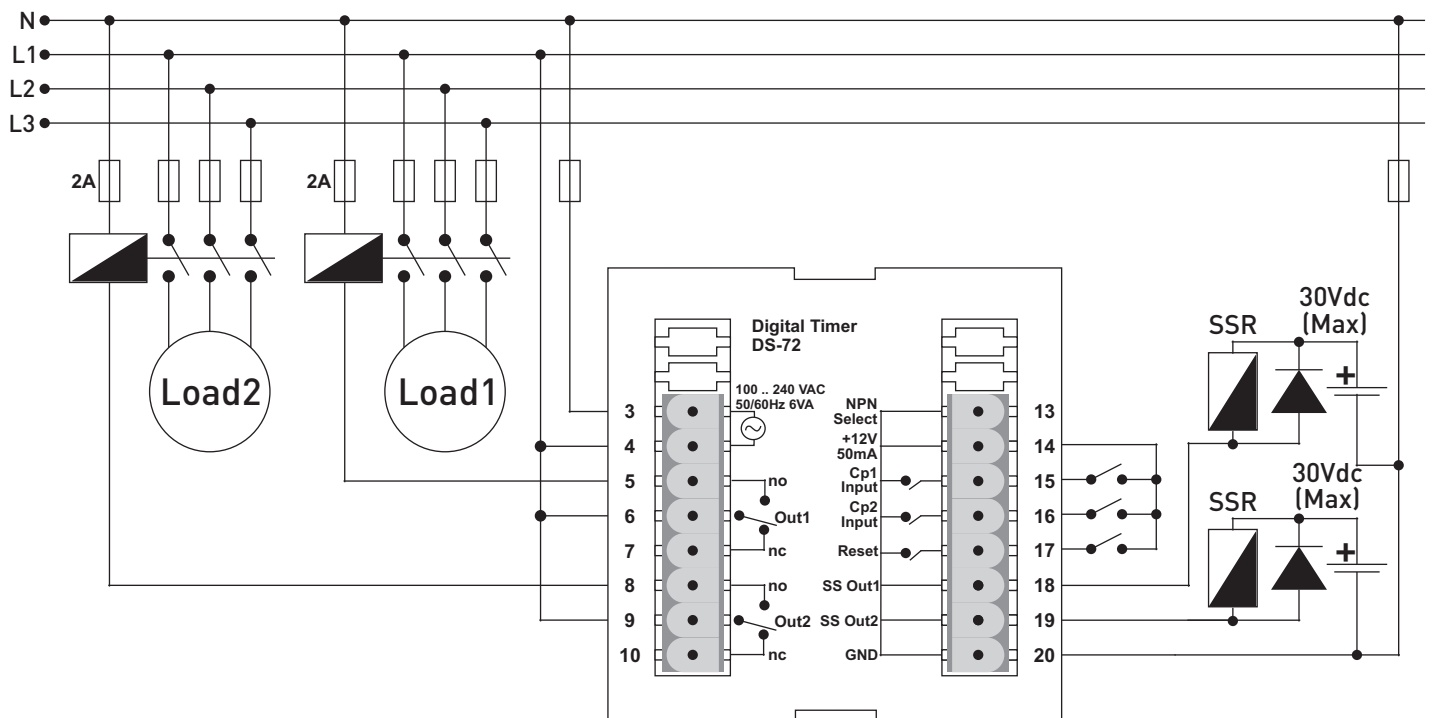 N
L1
L2
L3
2A
2A
Load2
Load1
Digital Timer
DS-72
100 .. 240 VAC
50/60Hz 6VA
3
4
5
6
7
8
9
10
no
Out1
nc
no
Out2
nc
NPN
Select
+12V
50mA
Cp1
Input
Cp2
Input
Reset
SS Out1
SS Out2
GND
13
14
15
16
17
18
19
20
SSR
30Vdc
(Max)
+
SSR
30Vdc
(Max)
+